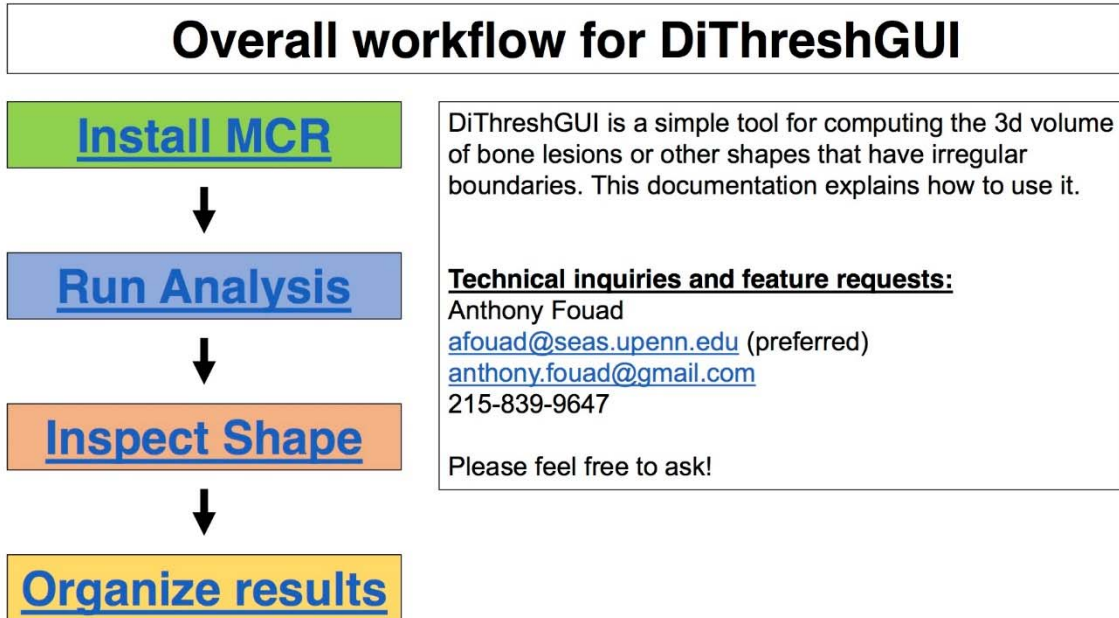 Overall workflow for DiThreshGUI
Install MCR
Run Analysis
Inspect Shape
Organize results
DiThreshGUI is a simple tool for computing the 3d volume
of bone lesions or other shapes that have irregular
boundaries. This documentation explains how to use it.
Technical inquiries and feature requests:
Anthony Fouad
afouad@seas.upenn.edu (preferred)
anthony.fouad@gmail.com
215-839-9647
Please feel free to ask!